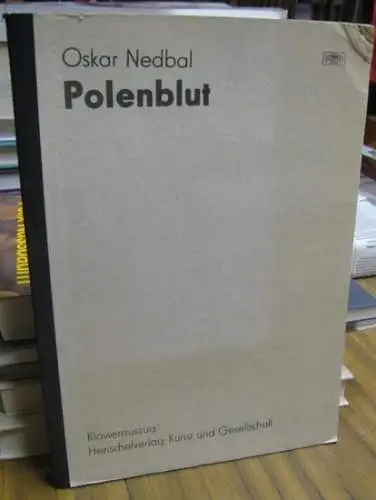 Oskar Nedbal
Polenblut
Klavierauszug
Henschelverlag Kunst und Gesellschaft